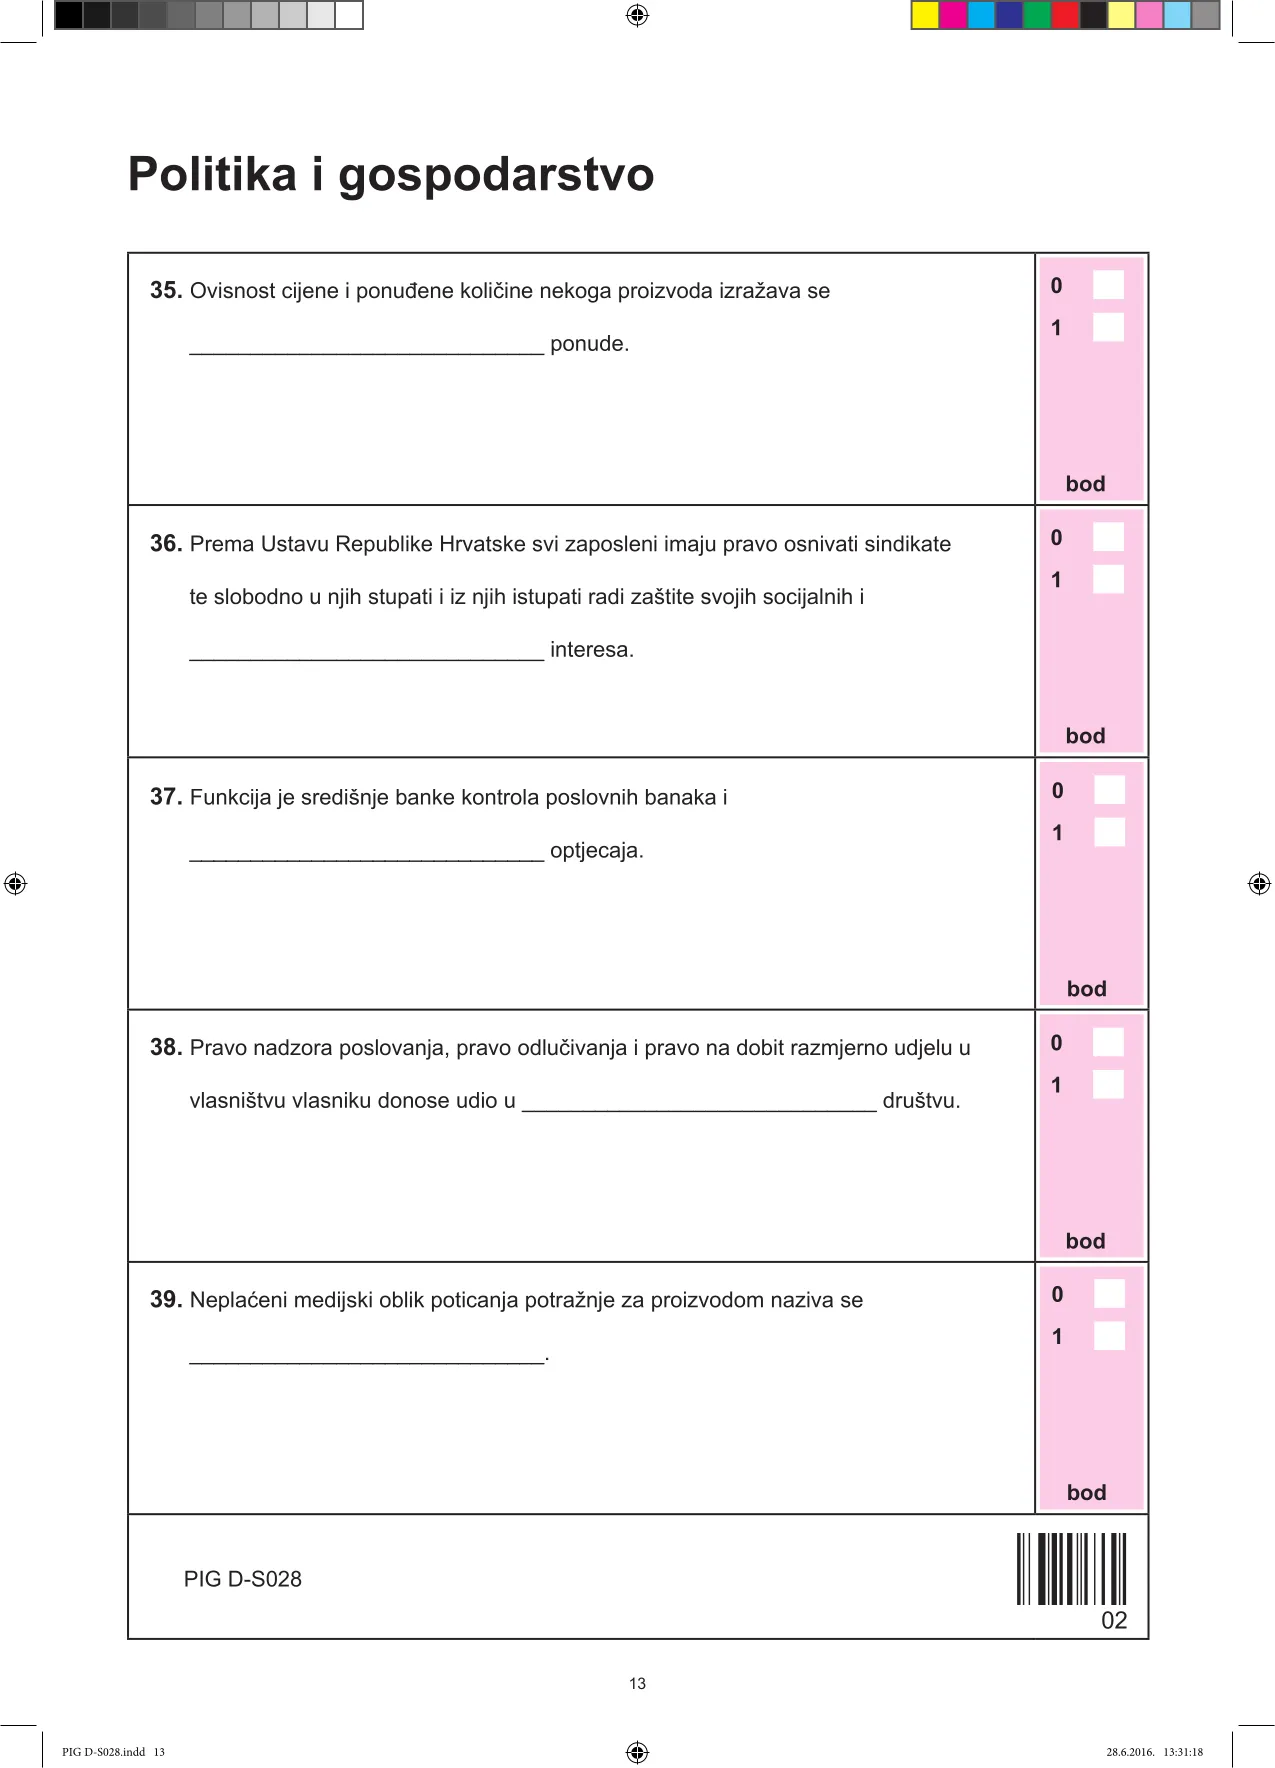 Politika i gospodarstvo
35. Ovisnost cijene i ponuđene količine nekoga proizvoda izražava se
_____________________________ ponude.
0
1
bod
36. Prema Ustavu Republike Hrvatske svi zaposleni imaju pravo osnivati sindikate
te slobodno u njih stupati i iz njih istupati radi zaštite svojih socijalnih i
_____________________________ interesa.
0
1
bod
37. Funkcija je središnje banke kontrola poslovnih banaka i
_____________________________ optjecaja.
0
1
bod
38. Pravo nadzora poslovanja, pravo odlučivanja i pravo na dobit razmjerno udjelu u
vlasništvu vlasniku donose udio u _____________________________ društvu.
0
1
bod
39. Neplaćeni medijski oblik poticanja potražnje za proizvodom naziva se
_____________________________.
0
1
bod
PIG D-S028
02
13
PIG D-S028.indd 13
28.6.2016. 13:31:18